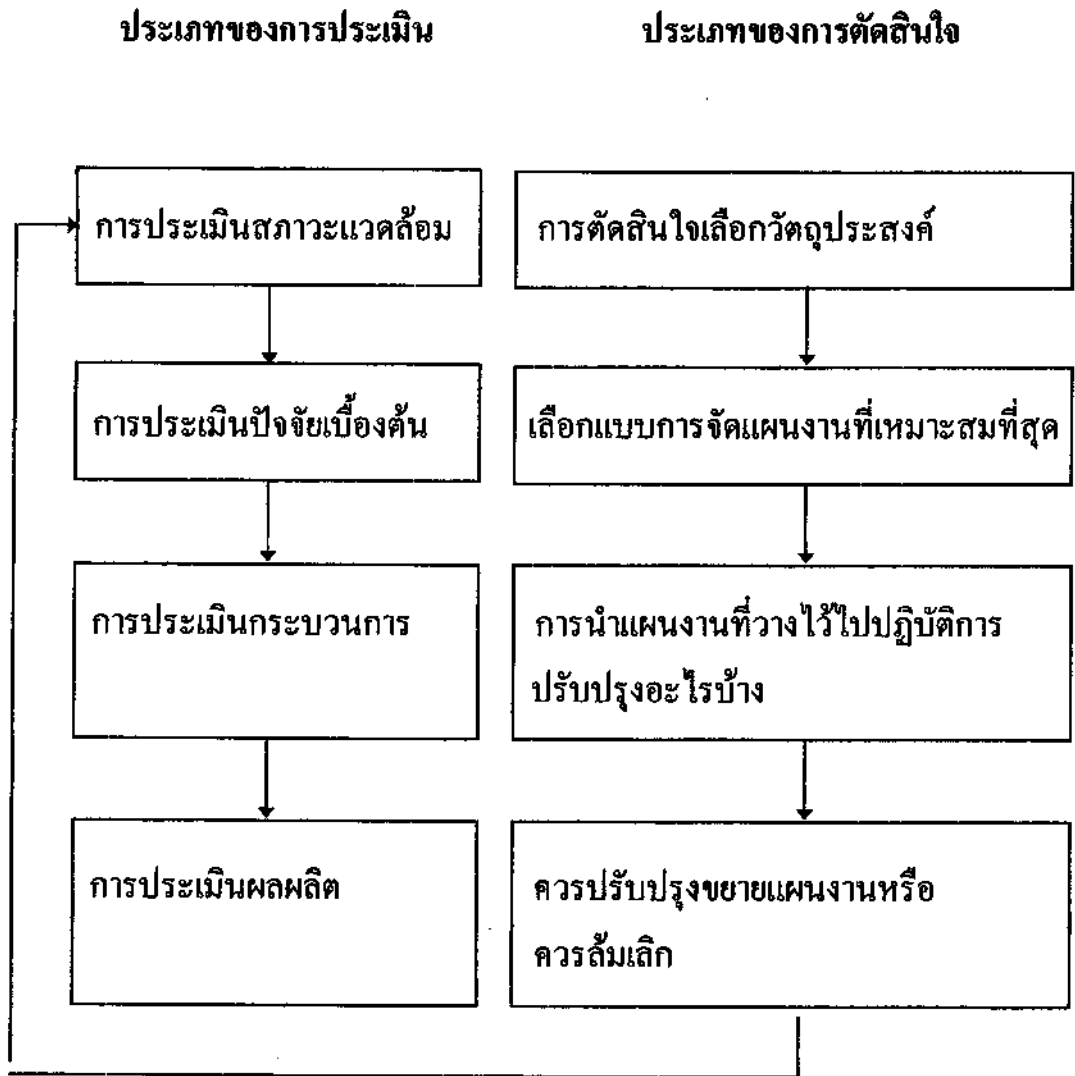 ประเภทของการประเมิน
ประเภทของการตัดสินใจ
การประเมินสภาวะแวดล้อม
การตัดสินใจเลือกวัตถุประสงค์
การประเมินปัจจัยเบื้องต้น
เลือกแบบการจัดแผนงานที่เหมาะสมที่สุด
การประเมินกระบวนการ
การนำแผนงานที่วางไว้ไปปฏิบัติการ
ปรับปรุงอะไรบ้าง
การประเมินผลผลิต
ควรปรับปรุงขยายแผนงานหรือ
ควรล้มเลิก